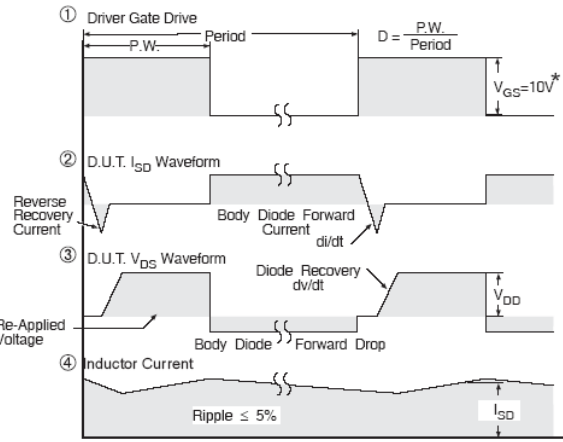 ① Driver Gate Drive
P.W.
Period
D = P.W. / Period
VGS=10V*
② D.U.T. ISD Waveform
Reverse
Recovery
Current
Body Diode Forward
Current
di/dt
③ D.U.T. VDS Waveform
Diode Recovery
dv/dt
VDD
Re-Applied
Voltage
Body Diode
Forward Drop
④ Inductor Current
Ripple ≤ 5%
ISD